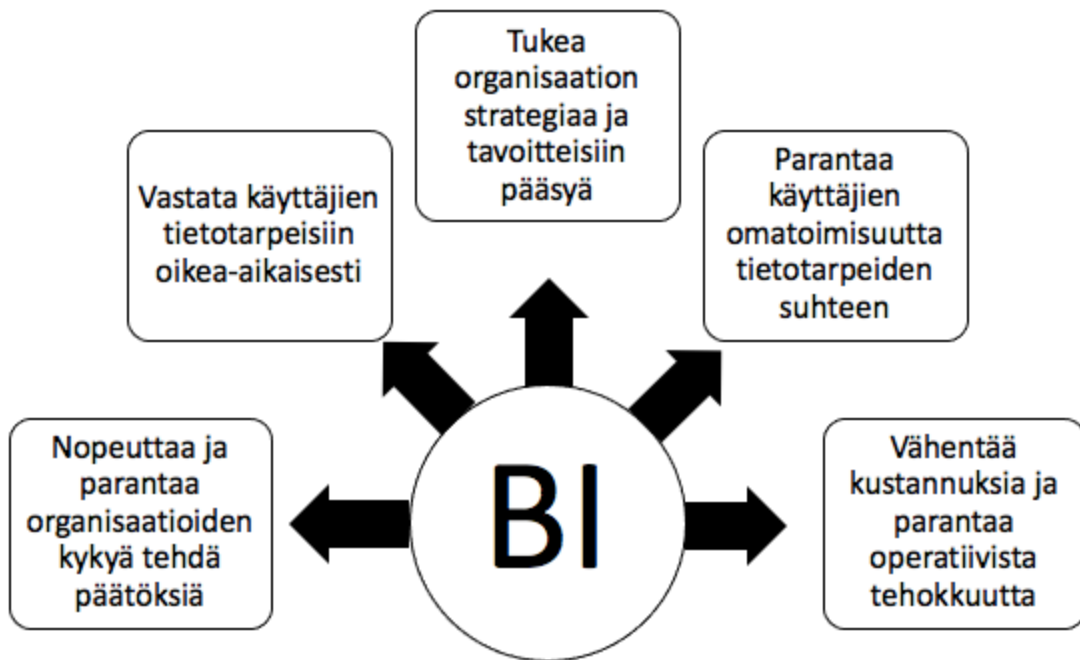 Tukea
organisaation
strategiaa ja
tavoitteisiin
pääsyä
Vastata käyttäjien
tietotarpeisiin
oikea-aikaisesti
Parantaa
käyttäjien
omatoimisuutta
tietotarpeiden
suhteen
Nopeuttaa ja
parantaa
organisaatioiden
kykyä tehdä
päätöksiä
BI
Vähentää
kustannuksia ja
parantaa
operatiivista
tehokkuutta